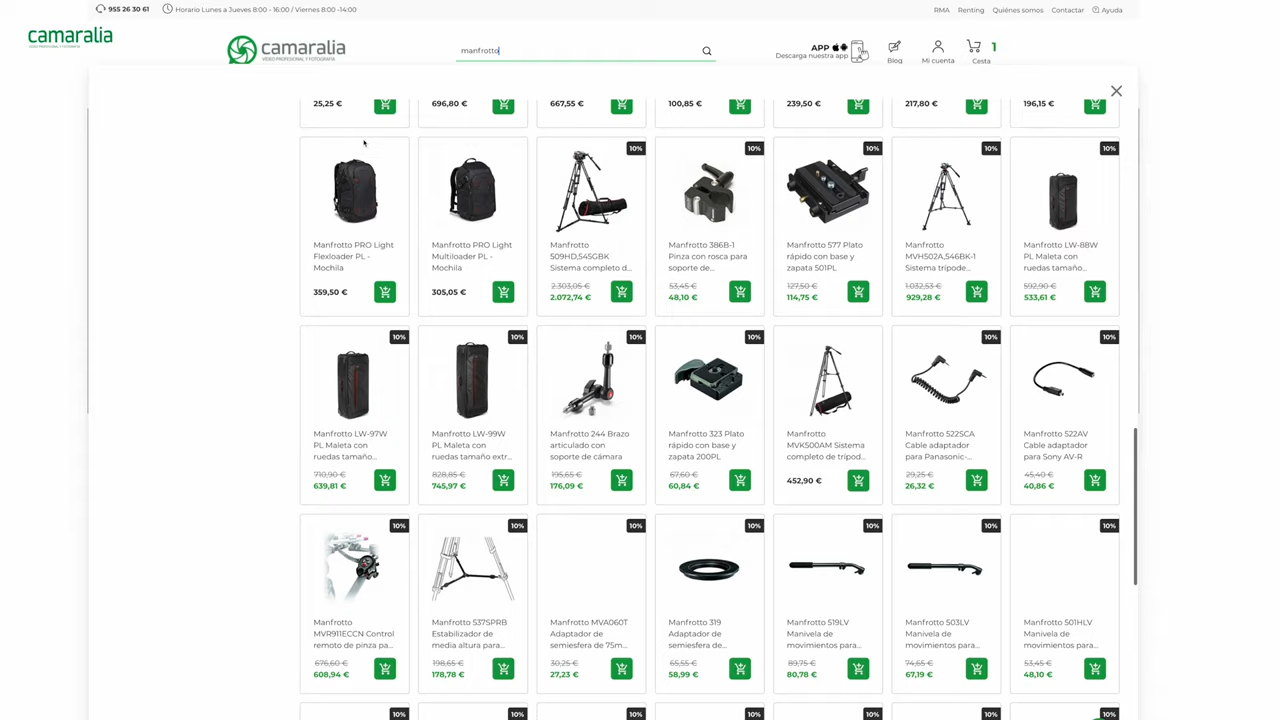 955 26 30 61
Horario Lunes a Jueves 8:00 - 16:00 / Viernes 8:00 -14:00
RMA
Renting
Quiénes somos
Contactar
Ayuda
camaralia
camaralia
VÍDEO PROFESIONAL Y FOTOGRAFÍA
manfrotto
APP
Descarga nuestra app
Blog
Mi cuenta
Cesta
1
25,25 €
696,80 €
667,55 €
100,85 €
239,50 €
217,80 €
196,15 €
Manfrotto PRO Light
Flexloader PL -
Mochila
359,50 €
Manfrotto PRO Light
Multiloader PL -
Mochila
305,05 €
10%
Manfrotto
509HD,545GBK
Sistema completo d...
2.303,05 €
2.072,74 €
Manfrotto 386B-1
Pinza con rosca para
soporte de...
53,45 €
48,10 €
10%
Manfrotto 577 Plato
rápido con base y
zapata 501PL
127,50 €
114,75 €
10%
Manfrotto
MVH502A,546BK-1
Sistema trípode...
1.032,53 €
929,28 €
10%
Manfrotto LW-88W
PL Maleta con
ruedas tamaño...
592,90 €
533,61 €
10%
10%
Manfrotto LW-97W
PL Maleta con
ruedas tamaño...
710,90 €
639,81 €
10%
Manfrotto LW-99W
PL Maleta con
ruedas tamaño extr...
828,85 €
745,97 €
10%
Manfrotto 244 Brazo
articulado con
soporte de cámara
195,65 €
176,09 €
10%
Manfrotto 323 Plato
rápido con base y
zapata 200PL
67,60 €
60,84 €
10%
Manfrotto
MVK500AM Sistema
completo de trípod...
452,90 €
Manfrotto 522SCA
Cable adaptador
para Panasonic-...
29,25 €
26,32 €
10%
Manfrotto 522AV
Cable adaptador
para Sony AV-R
45,40 €
40,86 €
10%
10%
Manfrotto
MVR911ECCN Control
remoto de pinza pa...
676,60 €
608,94 €
10%
Manfrotto 537SPRB
Estabilizador de
media altura para...
198,65 €
178,78 €
10%
Manfrotto MVA060T
Adaptador de
semiesfera de 75m...
30,25 €
27,23 €
10%
Manfrotto 319
Adaptador de
semiesfera de...
65,55 €
58,99 €
10%
Manfrotto 519LV
Manivela de
movimientos para...
89,75 €
80,78 €
10%
Manfrotto 503LV
Manivela de
movimientos para...
74,65 €
67,19 €
10%
Manfrotto 501HLV
Manivela de
movimientos para...
53,45 €
48,10 €
10%
10%
10%
10%
10%
10%
10%